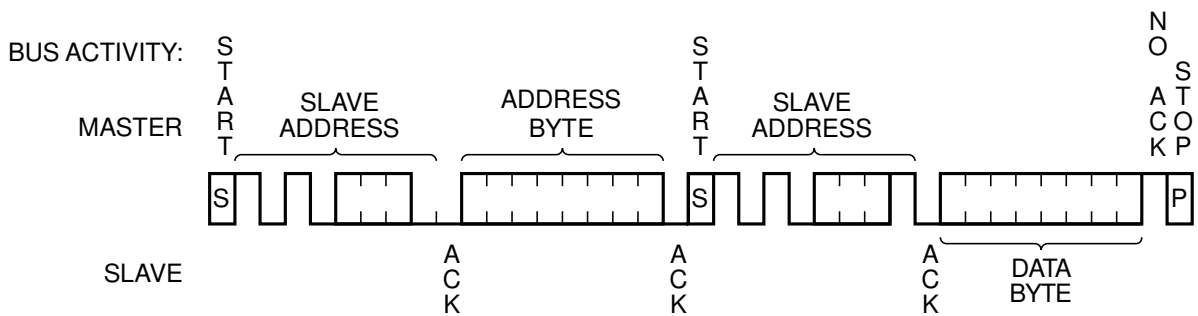 BUS ACTIVITY:
MASTER
START
SLAVE
ADDRESS
ADDRESS
BYTE
START
SLAVE
ADDRESS
NO ACK
STOP
S
S
P
SLAVE
ACK
ACK
ACK
DATA
BYTE